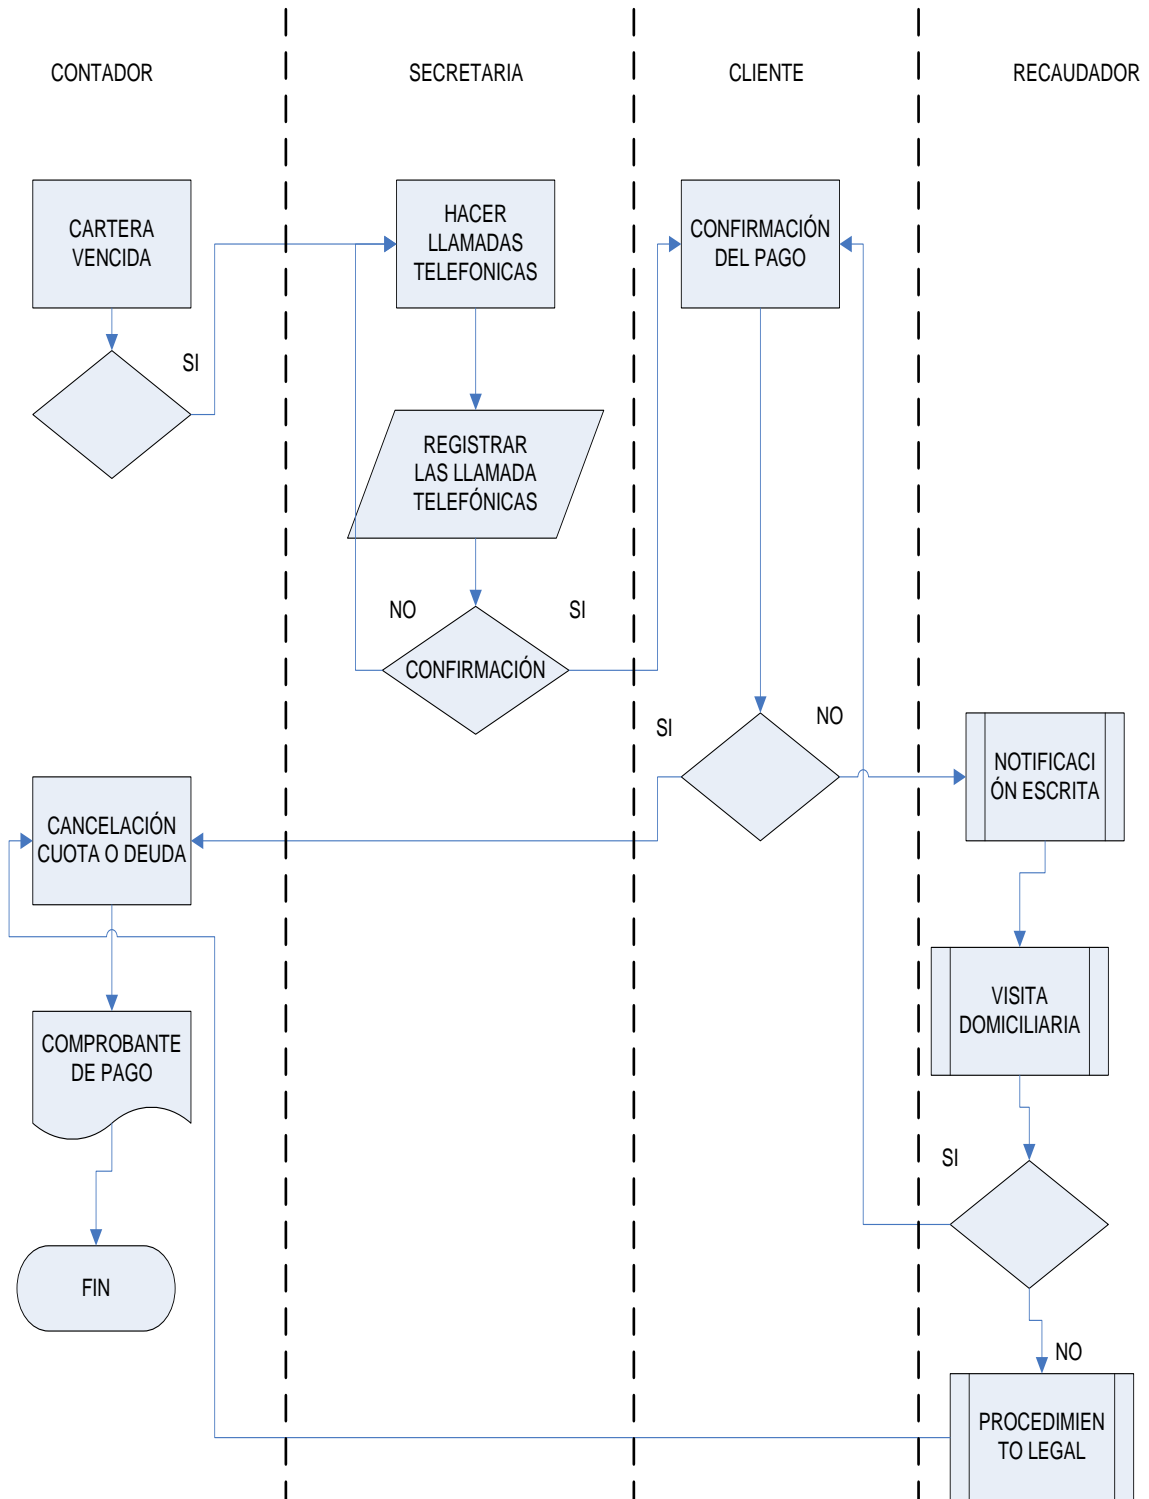 CONTADOR
SECRETARIA
CLIENTE
RECAUDADOR
CARTERA
VENCIDA
HACER
LLAMADAS
TELEFONICAS
CONFIRMACIÓN
DEL PAGO
SI
REGISTRAR
LAS LLAMADA
TELEFÓNICAS
NO
SI
CONFIRMACIÓN
SI
NO
NOTIFICACI
ÓN ESCRITA
CANCELACIÓN
CUOTA O DEUDA
VISITA
DOMICILIARIA
COMPROBANTE
DE PAGO
SI
FIN
NO
PROCEDIMIEN
TO LEGAL